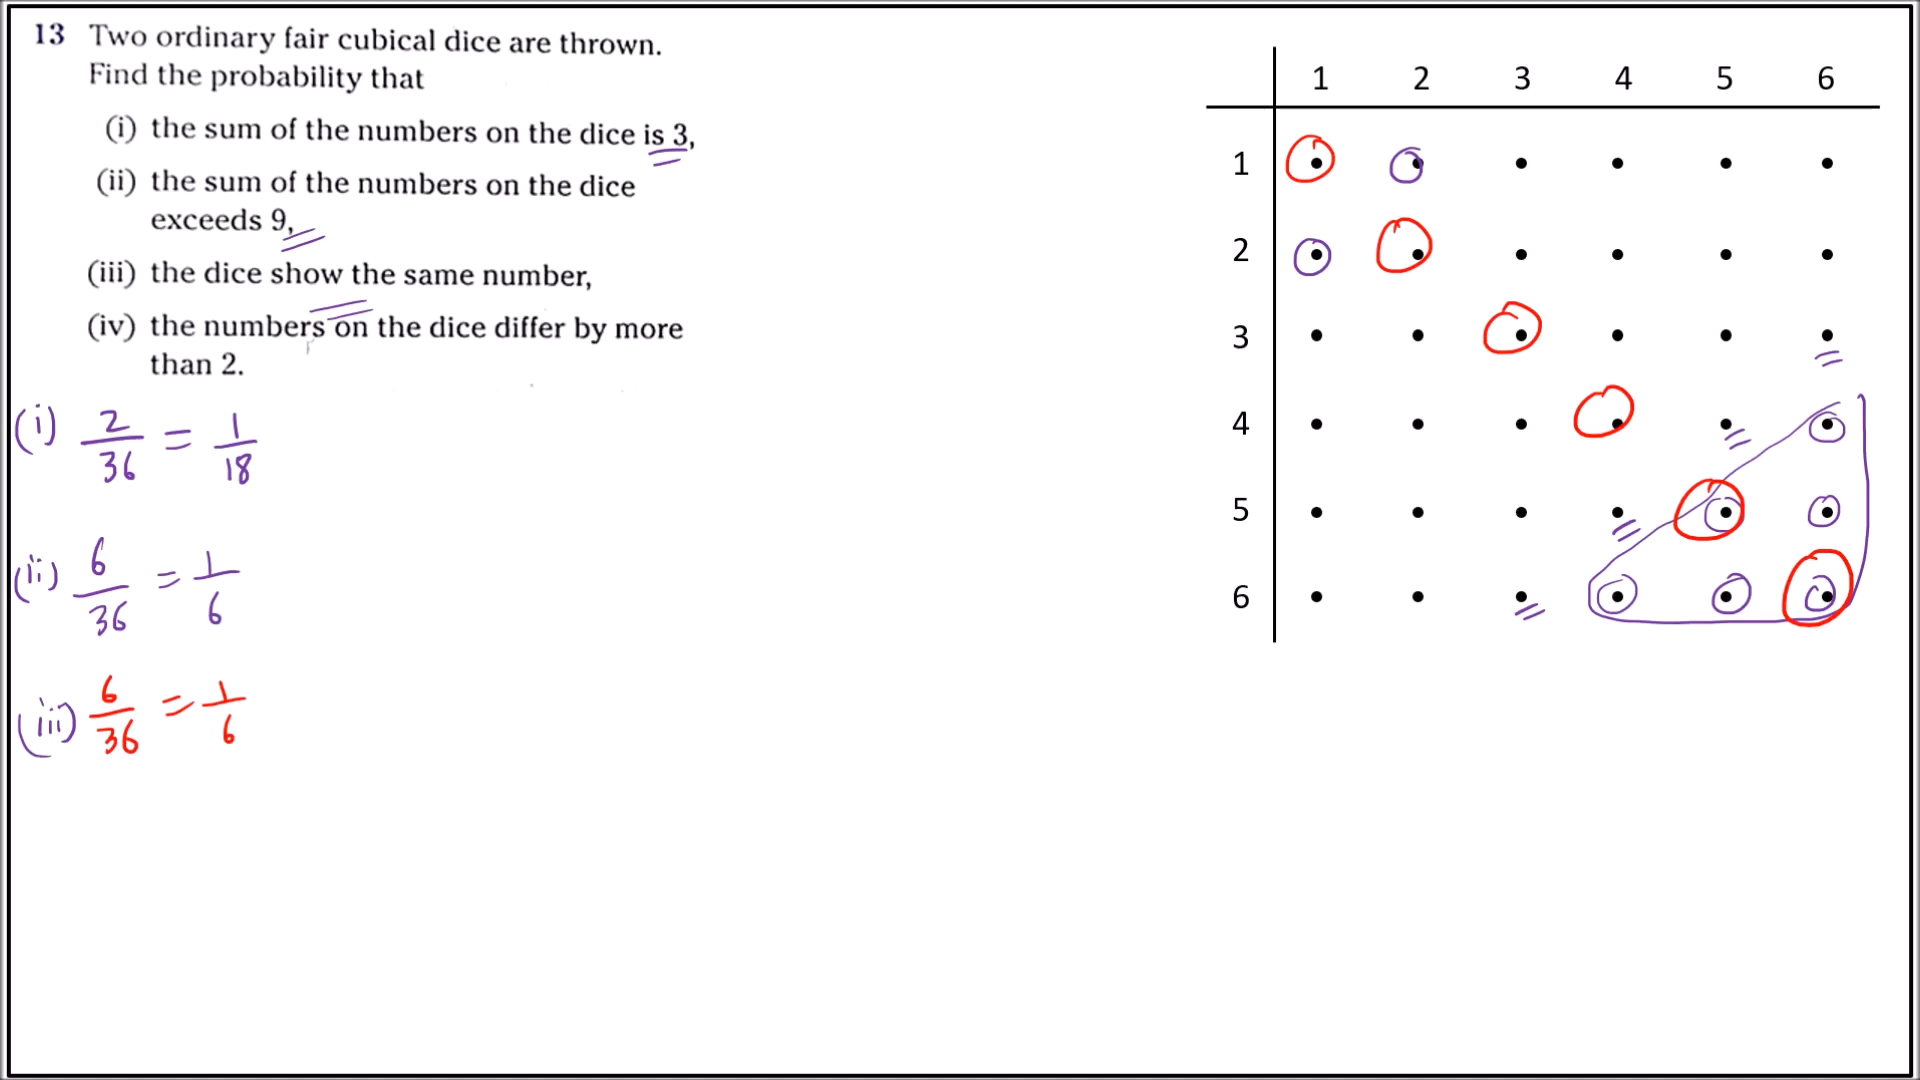 13 Two ordinary fair cubical dice are thrown.
Find the probability that
(i) the sum of the numbers on the dice is 3,
(ii) the sum of the numbers on the dice
exceeds 9,
(iii) the dice show the same number,
(iv) the numbers on the dice differ by more
than 2.
(i) 2/36 = 1/18
(ii) 6/36 = 1/6
(iii) 6/36 = 1/6
1 2 3 4 5 6
1
2
3
4
5
6